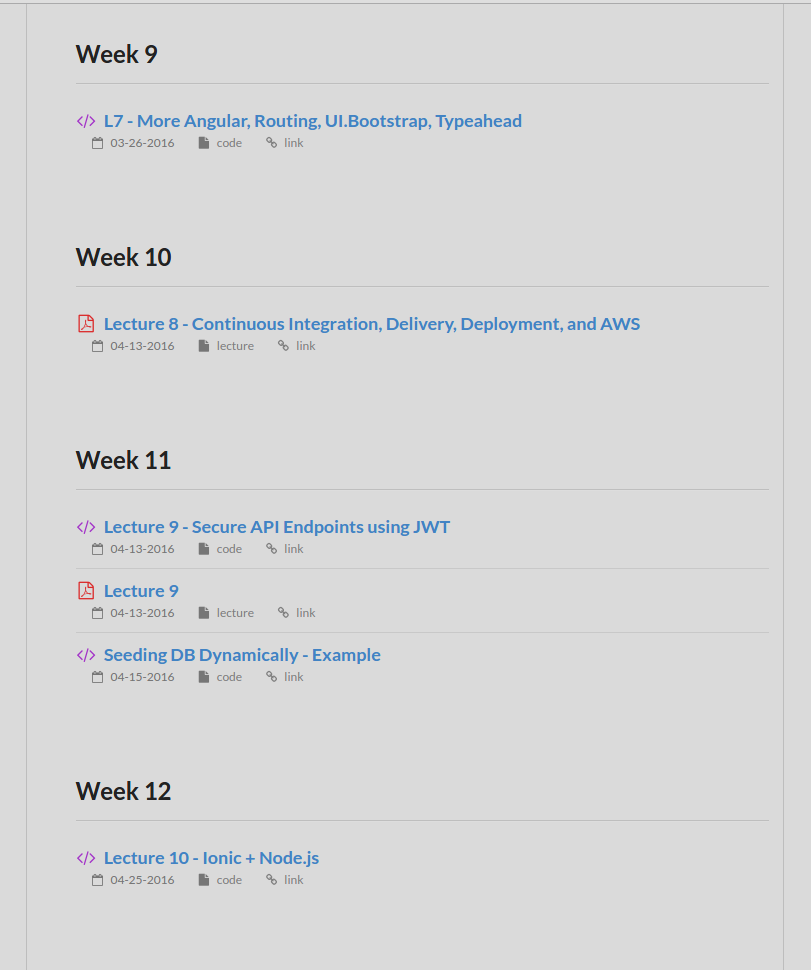 Week 9
L7 - More Angular, Routing, UI.Bootstrap, Typeahead
03-26-2016 code link
Week 10
Lecture 8 - Continuous Integration, Delivery, Deployment, and AWS
04-13-2016 lecture link
Week 11
Lecture 9 - Secure API Endpoints using JWT
04-13-2016 code link
Lecture 9
04-13-2016 lecture link
Seeding DB Dynamically - Example
04-15-2016 code link
Week 12
Lecture 10 - Ionic + Node.js
04-25-2016 code link